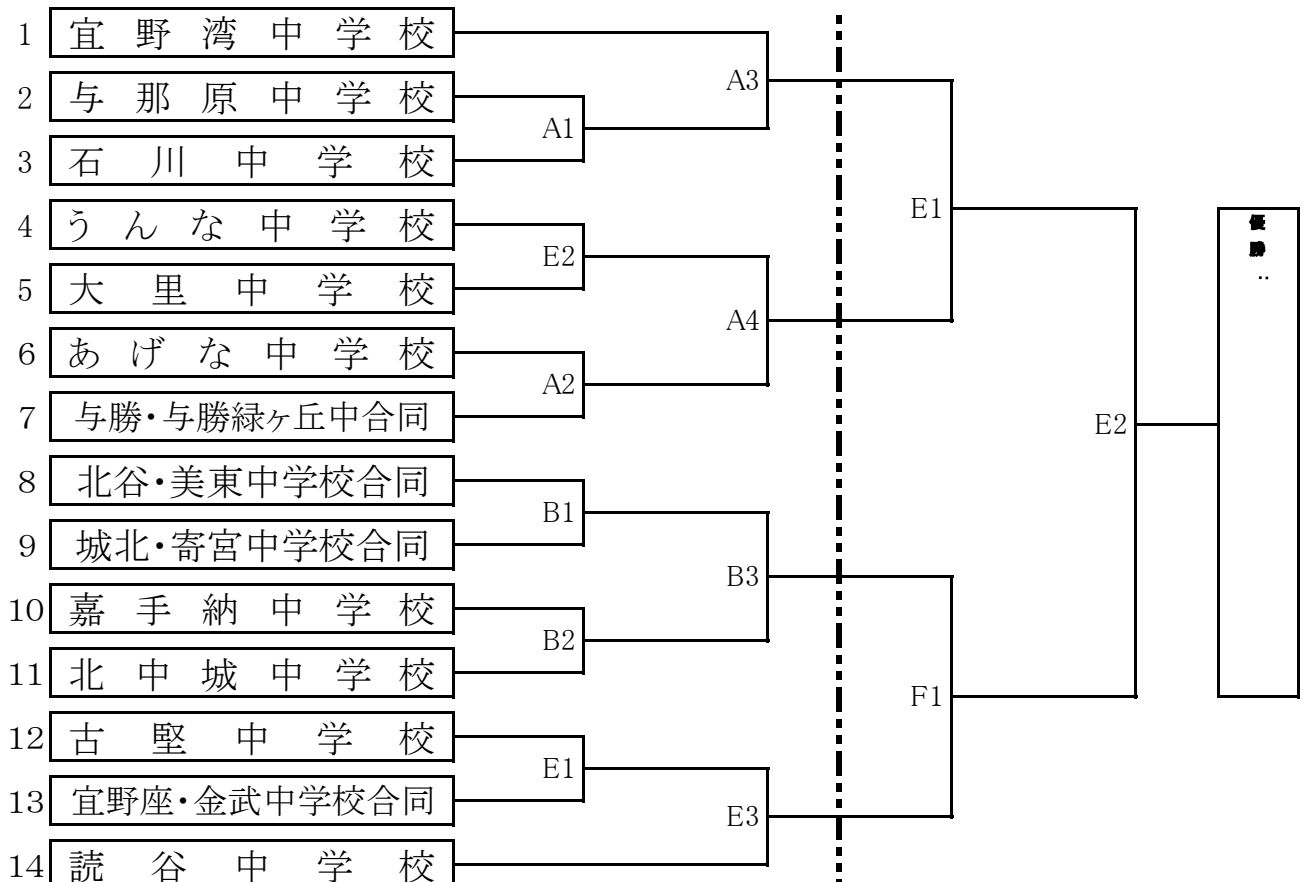 1 宜野湾中学校
2 与那原中学校
3 石川中学校
4 うんな中学校
5 大里中学校
6 あげな中学校
7 与勝・与勝緑ヶ丘中合同
8 北谷・美東中学校合同
9 城北・寄宮中学校合同
10 嘉手納中学校
11 北中城中学校
12 古堅中学校
13 宜野座・金武中学校合同
14 読谷中学校
A1
E2
A2
B1
B2
E1
A3
A4
B3
E3
E1
F1
E2
優勝: